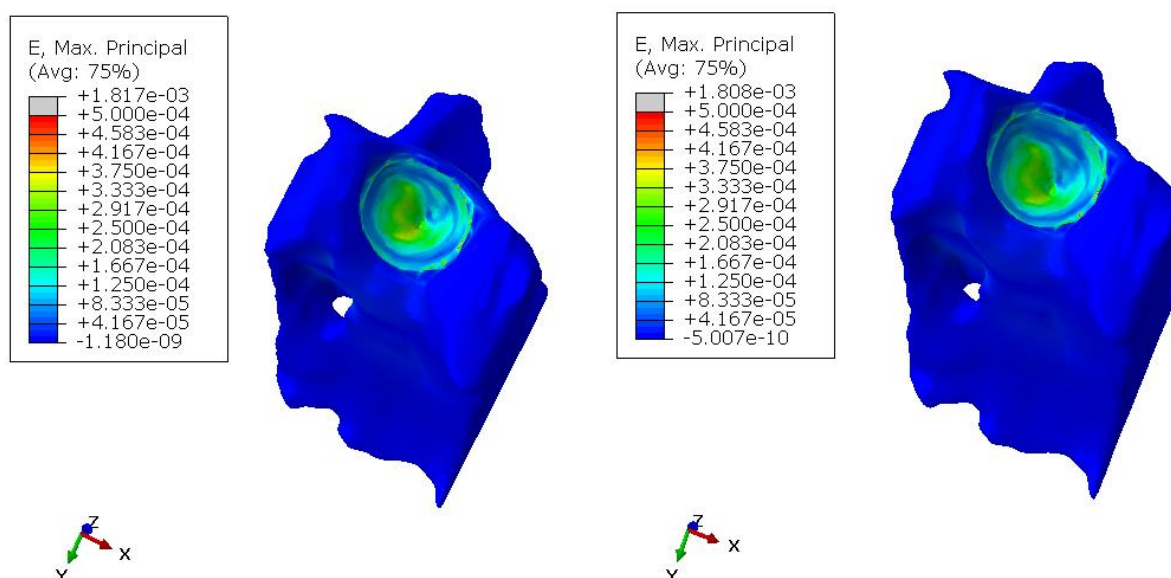 E, Max. Principal
(Avg: 75%)
+1.817e-03
+5.000e-04
+4.583e-04
+4.167e-04
+3.750e-04
+3.333e-04
+2.917e-04
+2.500e-04
+2.083e-04
+1.667e-04
+1.250e-04
+8.333e-05
+4.167e-05
-1.180e-09
Z
X
Y
E, Max. Principal
(Avg: 75%)
+1.808e-03
+5.000e-04
+4.583e-04
+4.167e-04
+3.750e-04
+3.333e-04
+2.917e-04
+2.500e-04
+2.083e-04
+1.667e-04
+1.250e-04
+8.333e-05
+4.167e-05
-5.007e-10
Z
X
Y